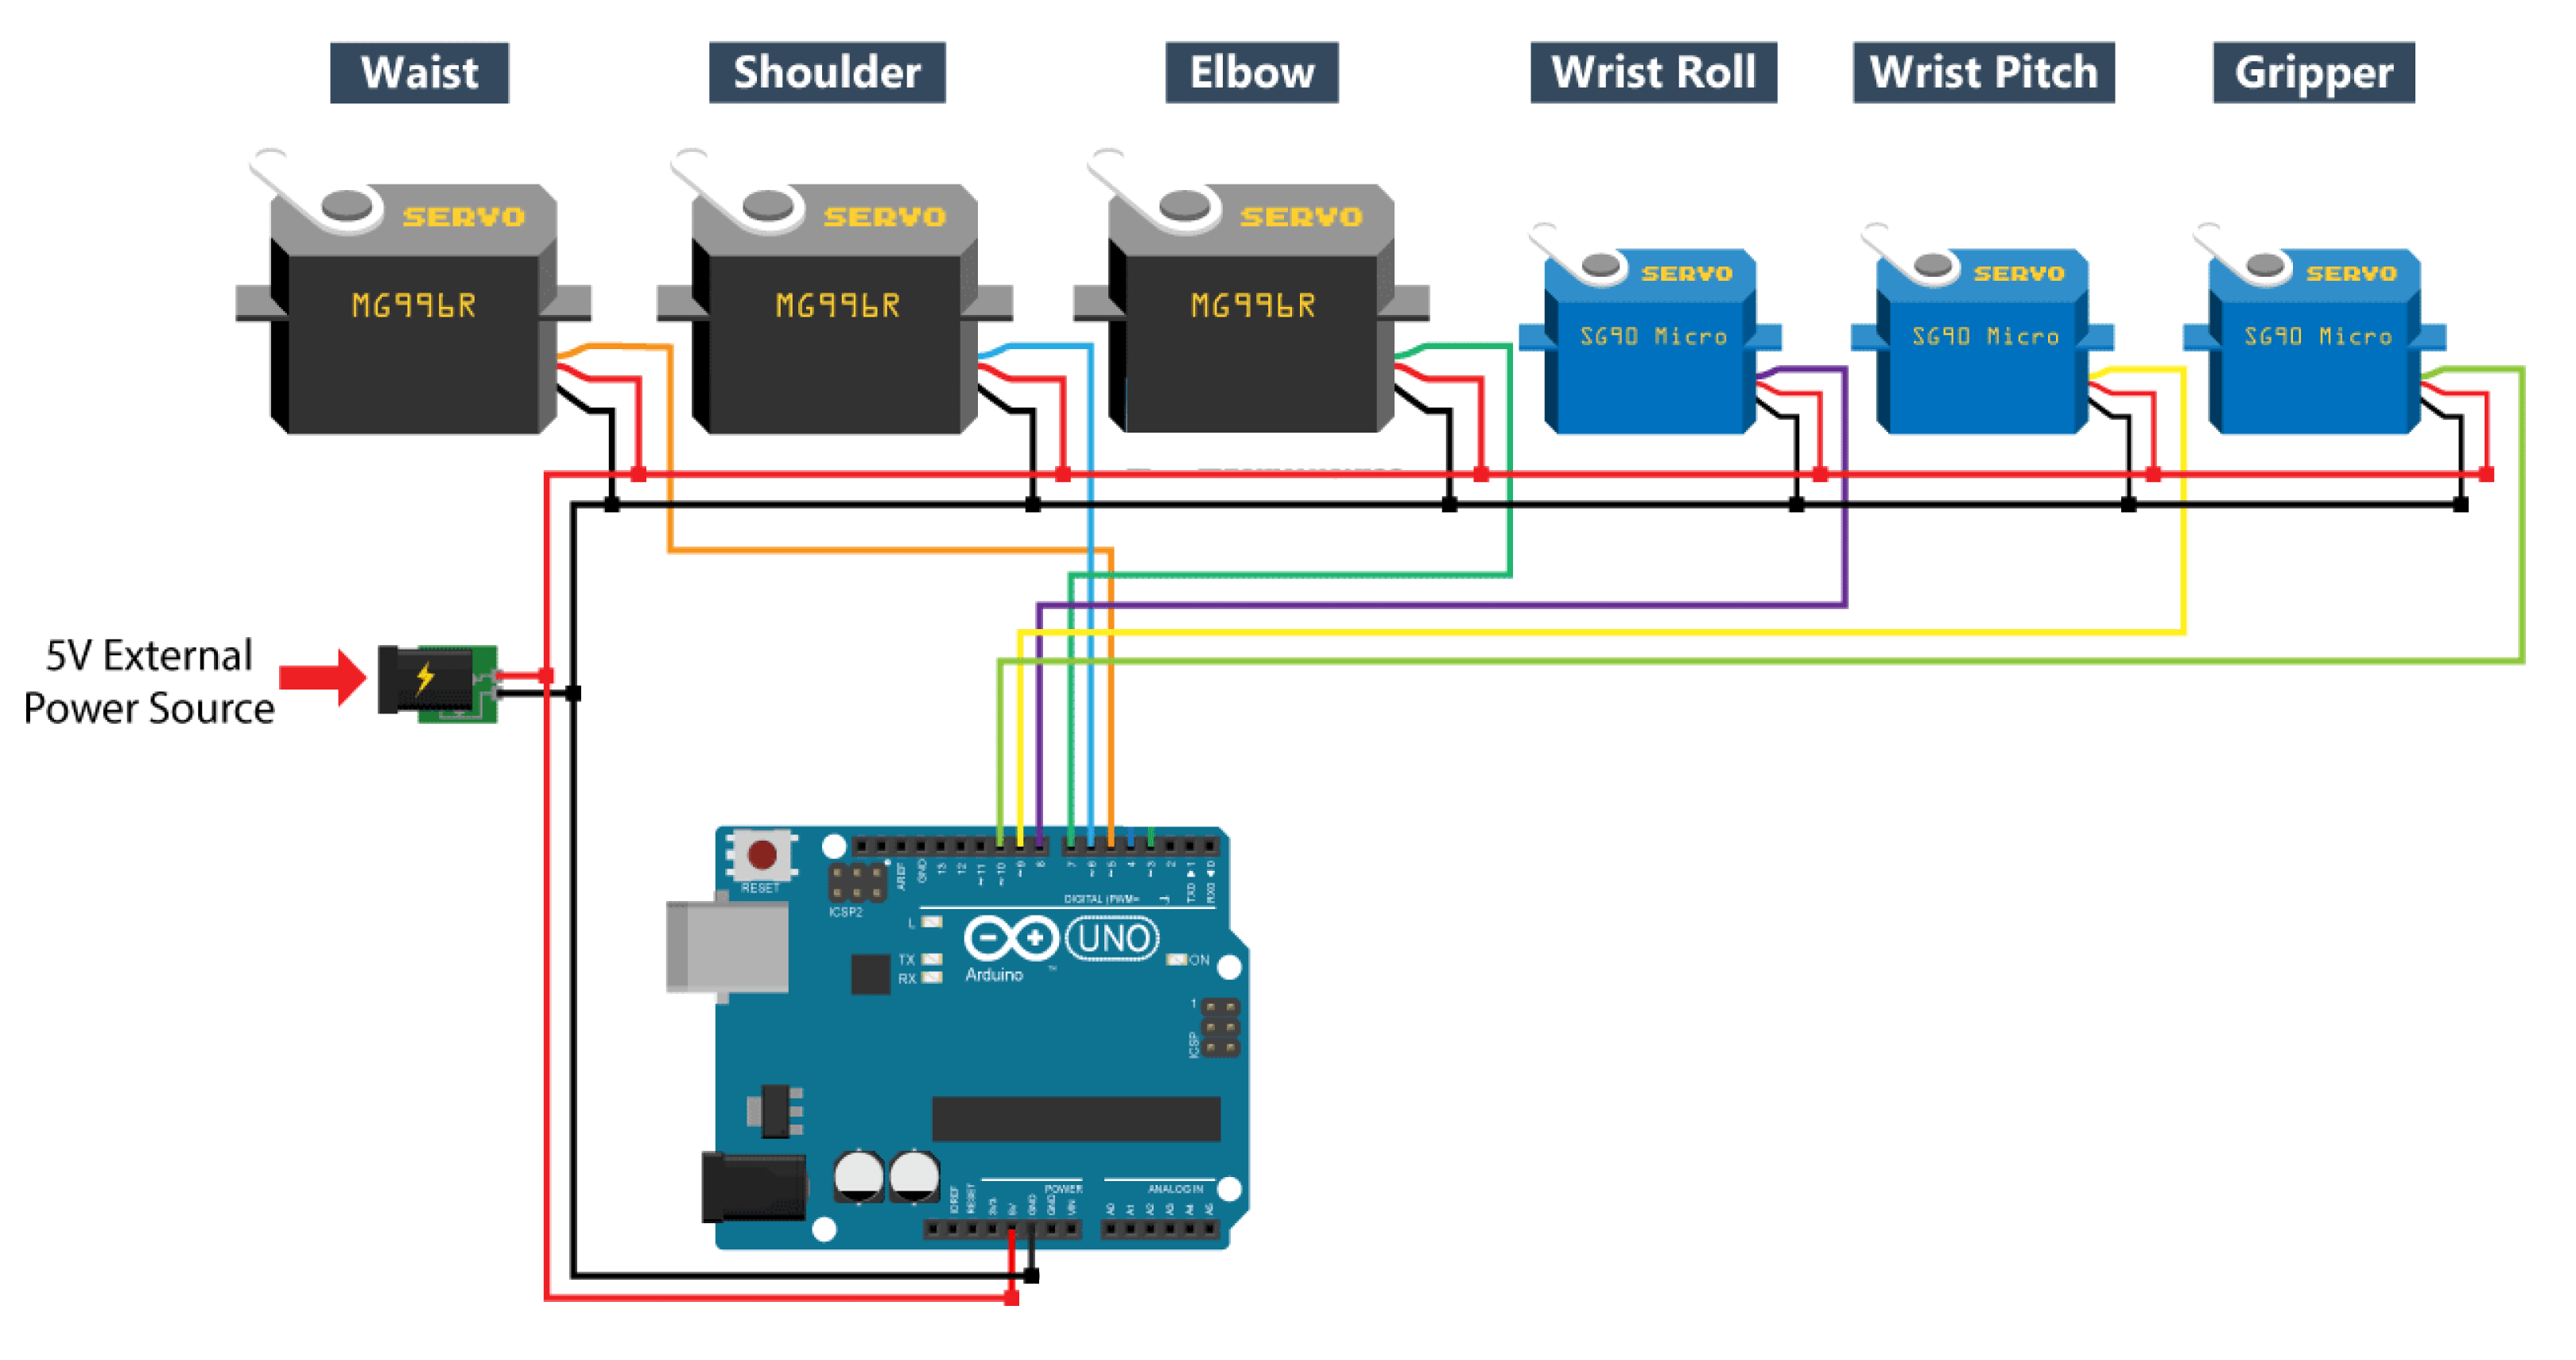 Waist
Shoulder
Elbow
Wrist Roll
Wrist Pitch
Gripper
SERVO
SERVO
SERVO
SERVO
SERVO
SERVO
MG996R
MG996R
MG996R
SG90 Micro
SG90 Micro
SG90 Micro
5V External
Power Source
RESET
ICSP2
AREF
GND
13
12
~11
~10
~9
8
7
~6
~5
4
~3
2
TXD ▶ 1
RXD ◀ 0
DIGITAL (PWM=
L
TX
RX
Arduino
™
UNO
ON
1
ICSP
POWER
ANALOG IN
IOREF
RESET
3V3
5V
GND
GND
VIN
A0
A1
A2
A3
A4
A5